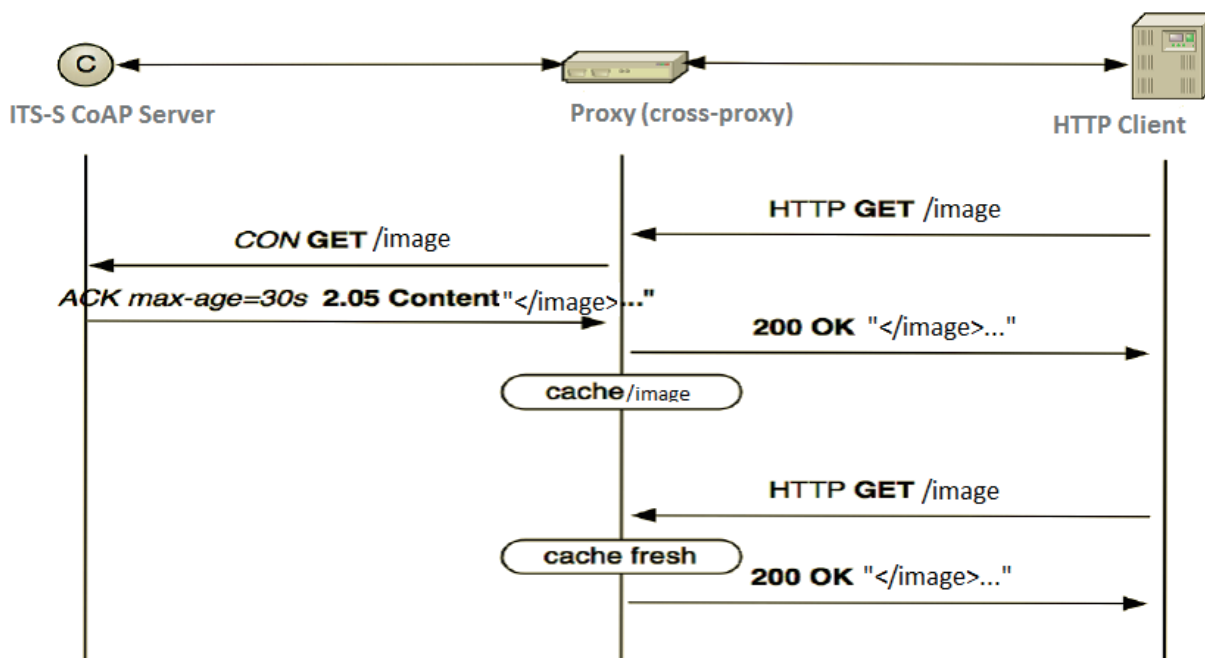 C
ITS-S CoAP Server
Proxy (cross-proxy)
HTTP Client
HTTP GET /image
CON GET /image
ACK max-age=30s 2.05 Content "</image>..."
200 OK "</image>..."
cache/image
HTTP GET /image
cache fresh
200 OK "</image>..."